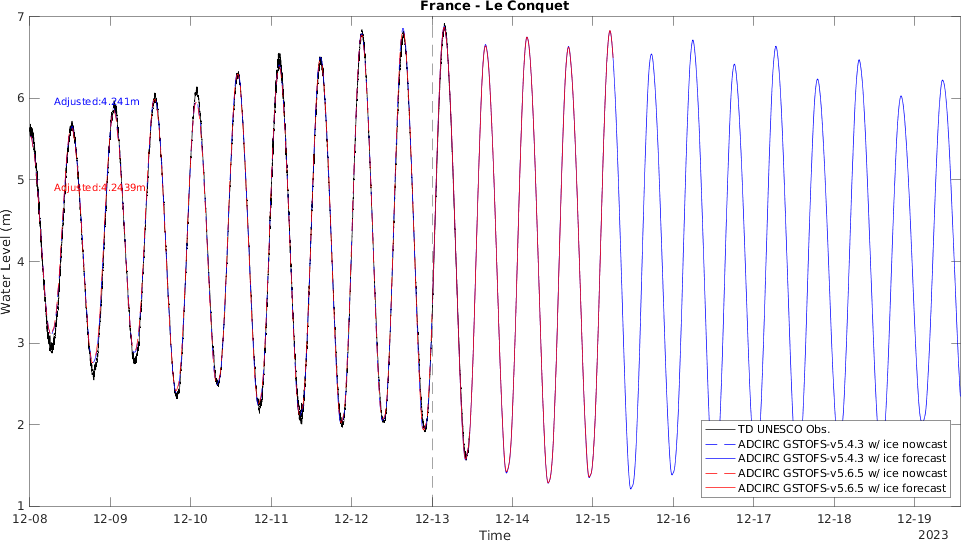 France - Le Conquet
7
6
5
4
3
2
1
Water Level (m)
Adjusted:4.241m
Adjusted:4.2439m
TD UNESCO Obs.
ADCIRC GSTOFS-v5.4.3 w/ ice nowcast
ADCIRC GSTOFS-v5.4.3 w/ ice forecast
ADCIRC GSTOFS-v5.6.5 w/ ice nowcast
ADCIRC GSTOFS-v5.6.5 w/ ice forecast
12-08 12-09 12-10 12-11 12-12 12-13 12-14 12-15 12-16 12-17 12-18 12-19
Time
2023